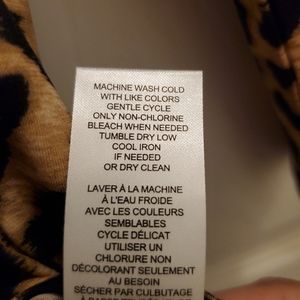 MACHINE WASH COLD
WITH LIKE COLORS
GENTLE CYCLE
ONLY NON-CHLORINE
BLEACH WHEN NEEDED
TUMBLE DRY LOW
COOL IRON
IF NEEDED
OR DRY CLEAN
LAVER À LA MACHINE
À L'EAU FROIDE
AVEC LES COULEURS
SEMBLABLES
CYCLE DÉLICAT
UTILISER UN
CHLORURE NON
DÉCOLORANT SEULEMENT
AU BESOIN
SÉCHER PAR CULBUTAGE